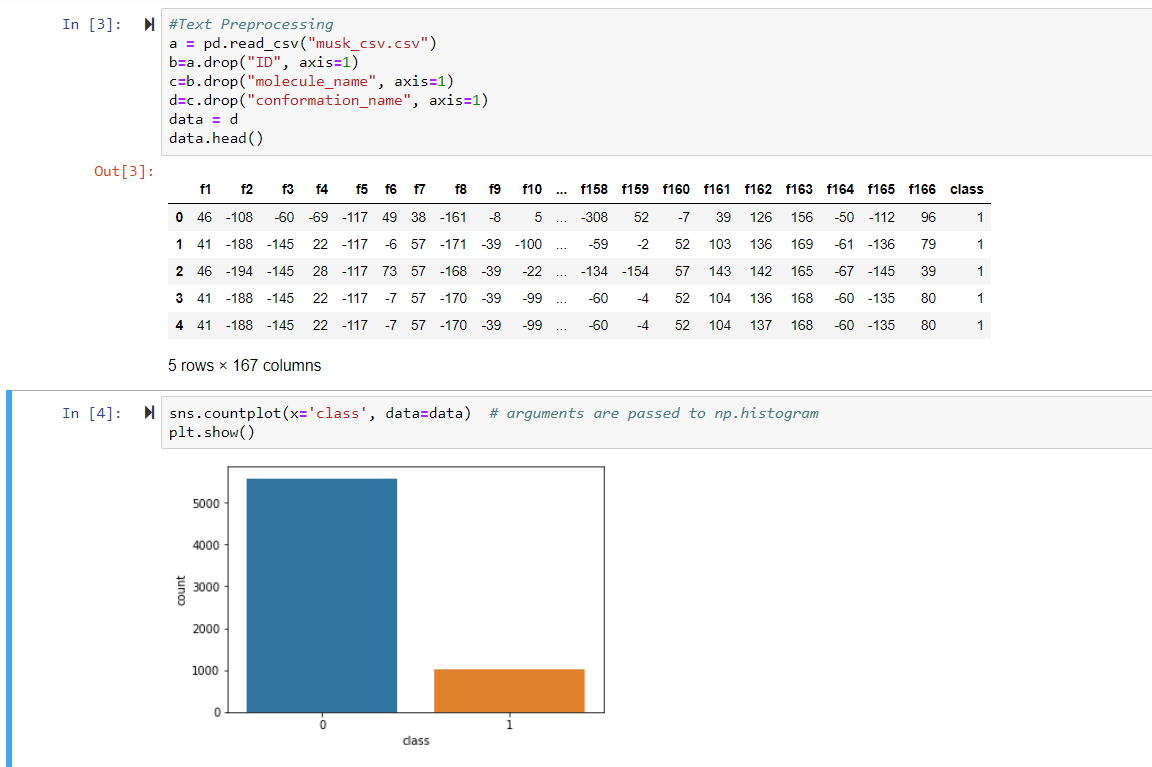 In [3]:
#Text Preprocessing
a = pd.read_csv("musk_csv.csv")
b=a.drop("ID", axis=1)
c=b.drop("molecule_name", axis=1)
d=c.drop("conformation_name", axis=1)
data = d
data.head()
Out[3]:
f1 f2 f3 f4 f5 f6 f7 f8 f9 f10 ... f158 f159 f160 f161 f162 f163 f164 f165 f166 class
0 46 -108 -60 -69 -117 49 38 -161 -8 5 ... -308 52 -7 39 126 156 -50 -112 96 1
1 41 -188 -145 22 -117 -6 57 -171 -39 -100 ... -59 -2 52 103 136 169 -61 -136 79 1
2 46 -194 -145 28 -117 73 57 -168 -39 -22 ... -134 -154 57 143 142 165 -67 -145 39 1
3 41 -188 -145 22 -117 -7 57 -170 -39 -99 ... -60 -4 52 104 136 168 -60 -135 80 1
4 41 -188 -145 22 -117 -7 57 -170 -39 -99 ... -60 -4 52 104 137 168 -60 -135 80 1
5 rows × 167 columns
In [4]:
sns.countplot(x='class', data=data)  # arguments are passed to np.histogram
plt.show()
5000
4000
3000
2000
1000
0
count
0 1
class